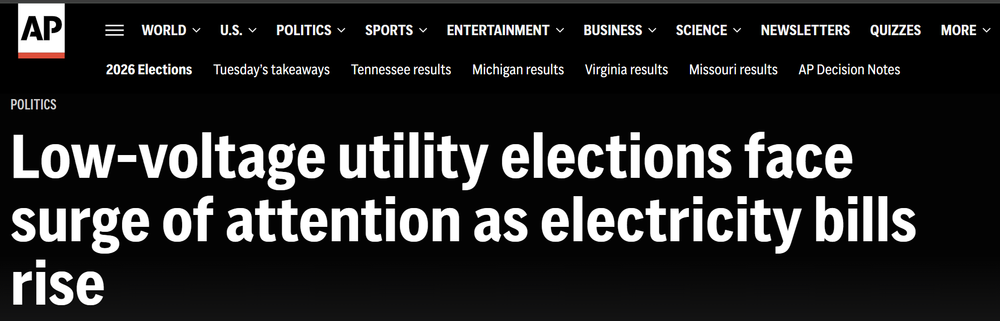 AP
WORLD U.S. POLITICS SPORTS ENTERTAINMENT BUSINESS SCIENCE NEWSLETTERS QUIZZES MORE
2026 Elections Tuesday’s takeaways Tennessee results Michigan results Virginia results Missouri results AP Decision Notes
POLITICS
Low-voltage utility elections face
surge of attention as electricity bills
rise